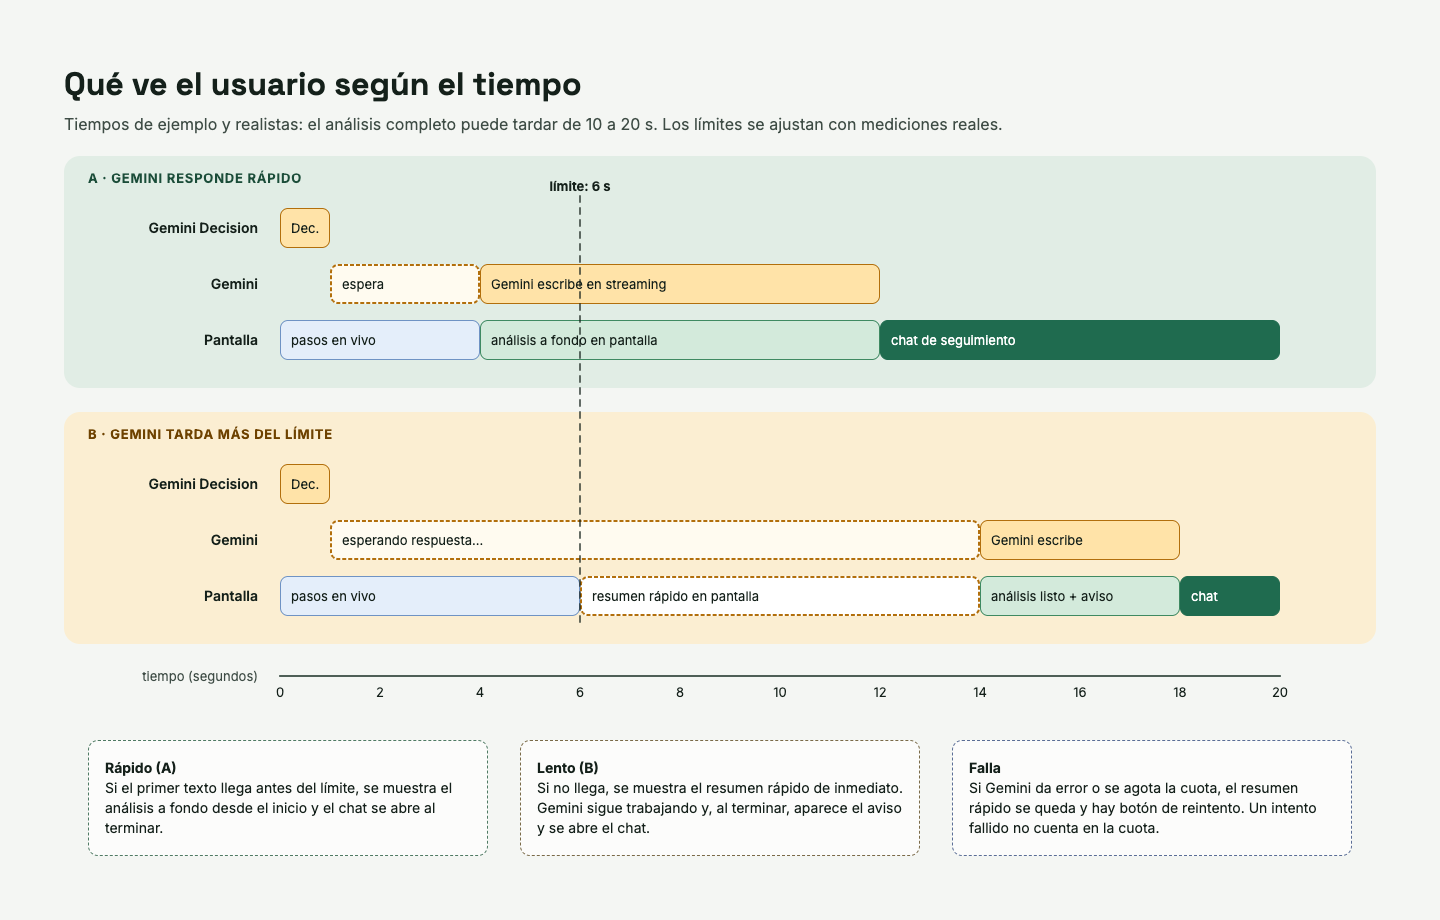 Qué ve el usuario según el tiempo
Tiempos de ejemplo y realistas: el análisis completo puede tardar de 10 a 20 s. Los límites se ajustan con mediciones reales.
A · GEMINI RESPONDE RÁPIDO
límite: 6 s
Gemini Decision
Dec.
Gemini
espera
Gemini escribe en streaming
Pantalla
pasos en vivo
análisis a fondo en pantalla
chat de seguimiento
B · GEMINI TARDA MÁS DEL LÍMITE
Gemini Decision
Dec.
Gemini
esperando respuesta...
Gemini escribe
Pantalla
pasos en vivo
resumen rápido en pantalla
análisis listo + aviso
chat
tiempo (segundos)
0 2 4 6 8 10 12 14 16 18 20
Rápido (A)
Si el primer texto llega antes del límite, se muestra el
análisis a fondo desde el inicio y el chat se abre al
terminar.
Lento (B)
Si no llega, se muestra el resumen rápido de inmediato.
Gemini sigue trabajando y, al terminar, aparece el aviso
y se abre el chat.
Falla
Si Gemini da error o se agota la cuota, el resumen
rápido se queda y hay botón de reintento. Un intento
fallido no cuenta en la cuota.